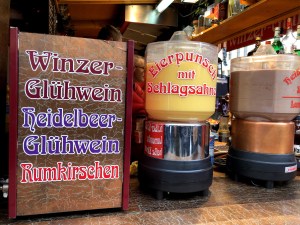 Winzer-
Glühwein
Heidelbeer-
Glühwein
Rumkirschen
Eierpunsch
mit
Schlagsahne